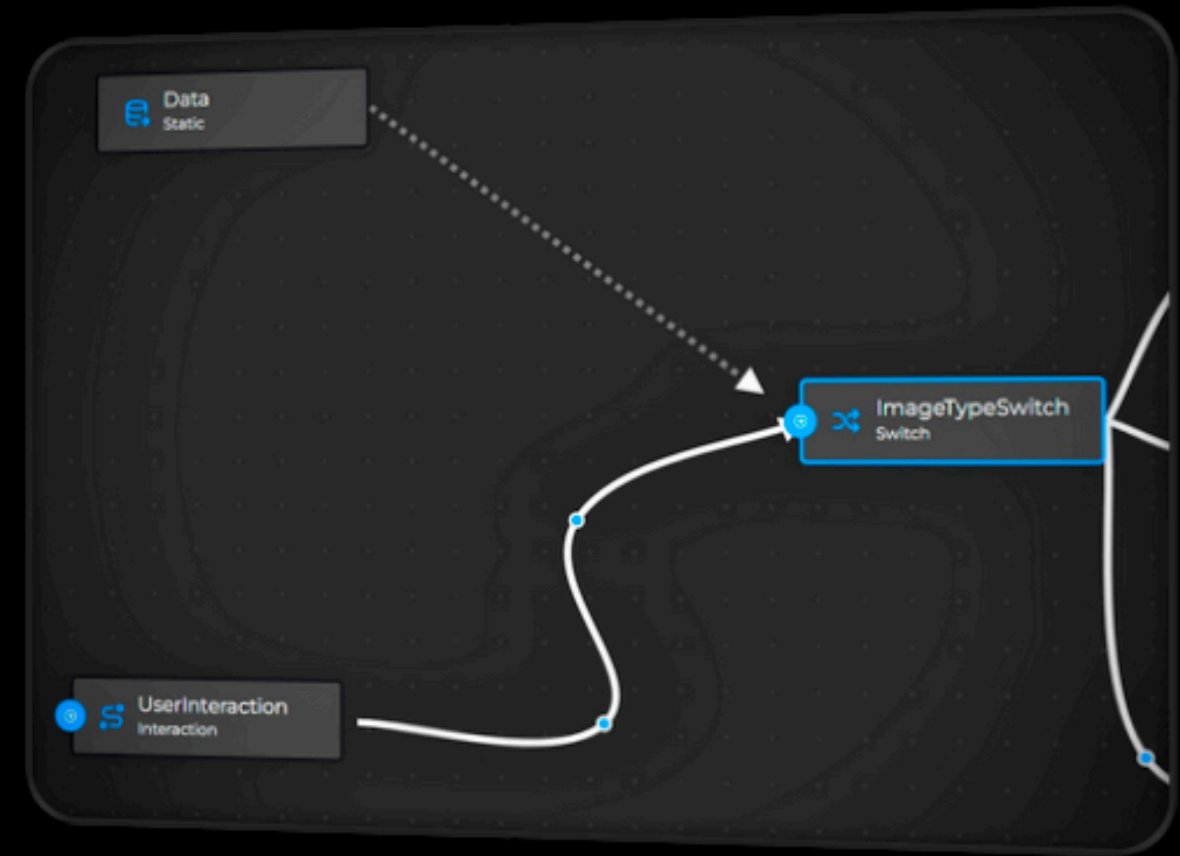 Data
Static
ImageTypeSwitch
Switch
UserInteraction
Interaction